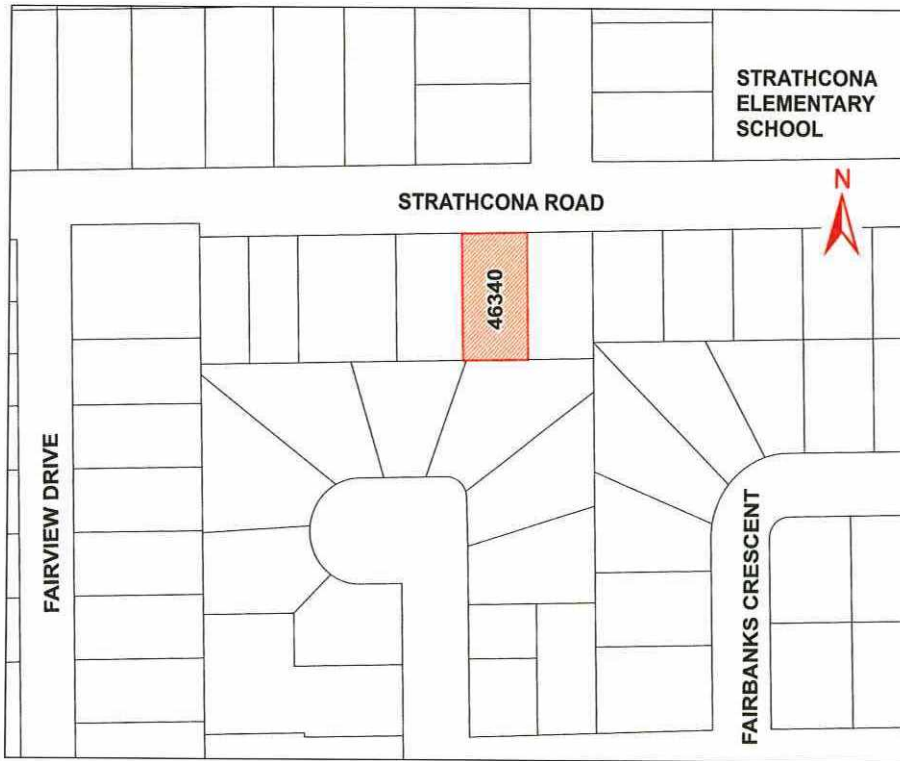 STRATHCONA
ELEMENTARY
SCHOOL
N
STRATHCONA ROAD
46340
FAIRVIEW DRIVE
FAIRBANKS CRESCENT